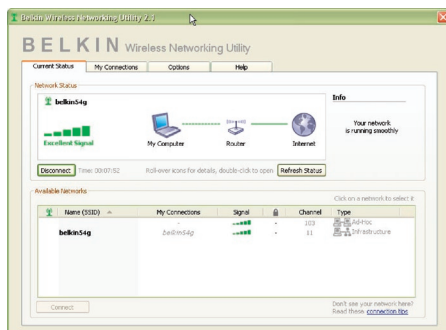 Belkin Wireless Networking Utility 2.2
BELKIN Wireless Networking Utility
Current Status My Connections Options Help
Network Status
belkin54g
Excellent Signal
My Computer Router Internet
Info
Your network
is running smoothly
Disconnect Time: 00:07:52 Roll-over icons for details, double-click to open Refresh Status
Available Networks
Click on a network to select it
Name (SSID) My Connections Signal Channel Type
- - 103 Ad-Hoc
belkin54g belkin54g - 11 Infrastructure
Connect
Don't see your network here?
Read these connection tips